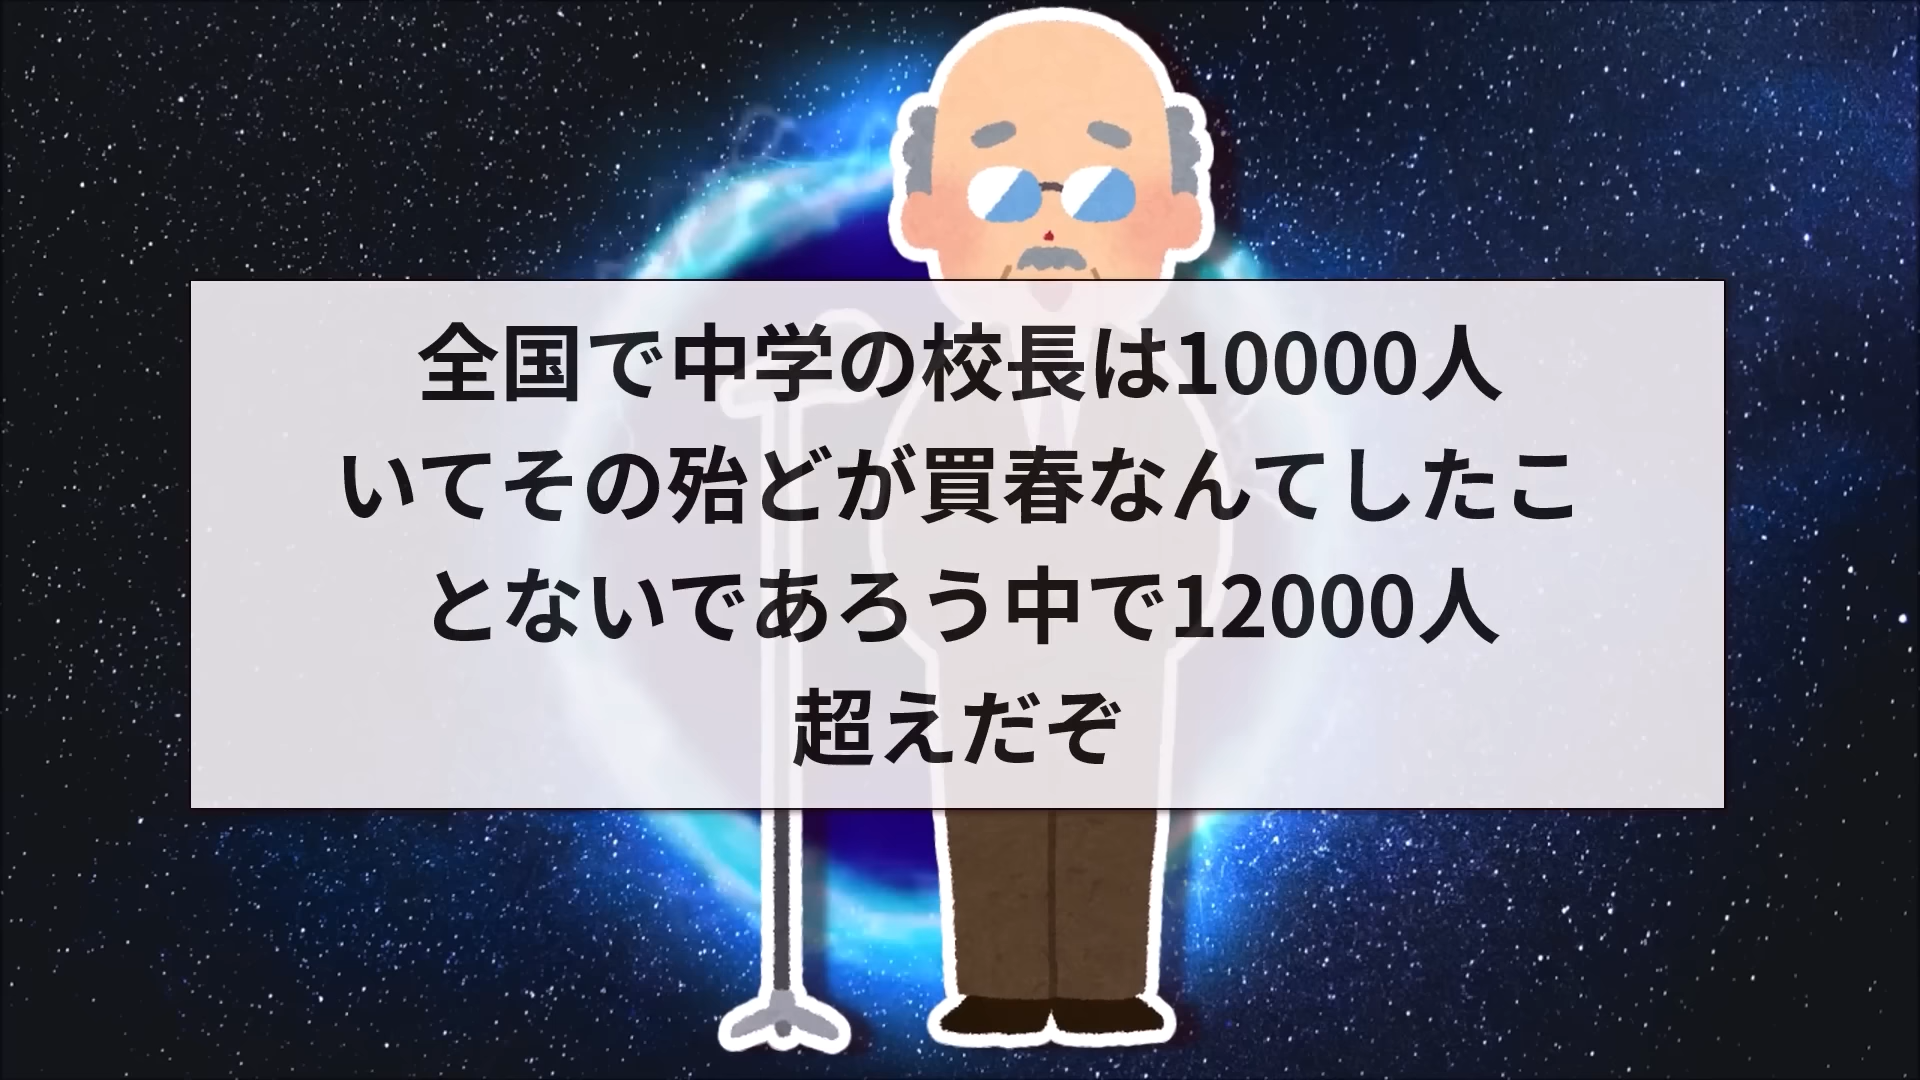 全国で中学の校長は10000人
いてその殆どが買春なんてしたこ
とないであろう中で12000人
超えだぞ